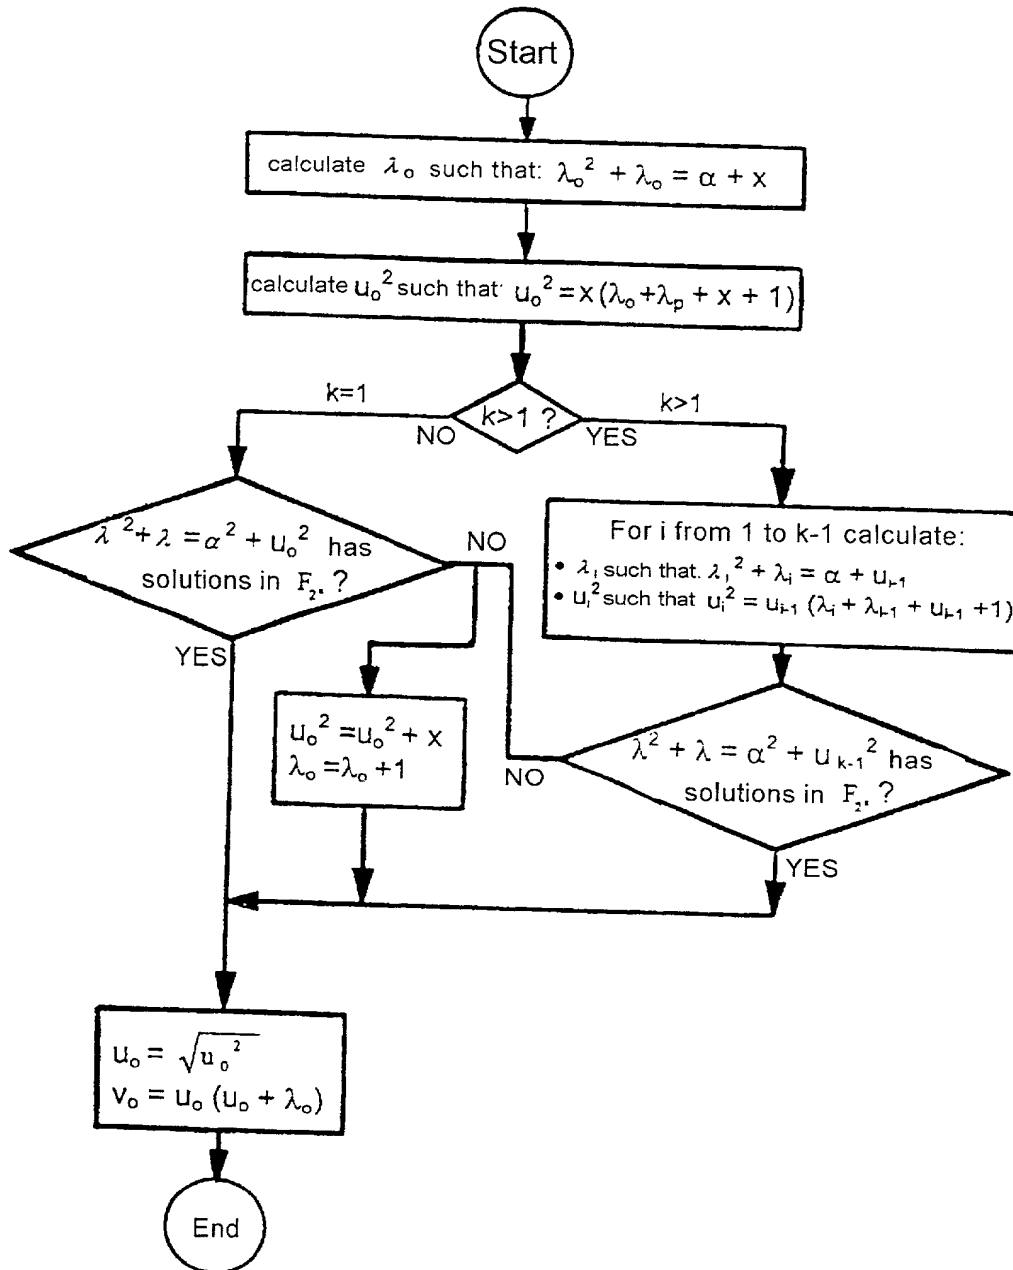 Start
calculate λₒ such that: λₒ² + λₒ = α + x
calculate uₒ² such that· uₒ² = x(λₒ+λₚ + x + 1)
k=1
k>1 ?
k>1
NO
YES
λ² + λ = α² + uₒ² has
solutions in F₂ₙ ?
NO
YES
For i from 1 to k-1 calculate:
• λᵢ such that. λᵢ² + λᵢ = α + uᵢ₋₁
• uᵢ² such that uᵢ² = uᵢ₋₁ (λᵢ + λᵢ₋₁ + uᵢ₋₁ +1)
uₒ² =uₒ² + x
λₒ =λₒ +1
λ² + λ = α² + uₖ₋₁² has
solutions in F₂ₙ ?
NO
YES
uₒ = √uₒ²
vₒ = uₒ (uₒ + λₒ)
End